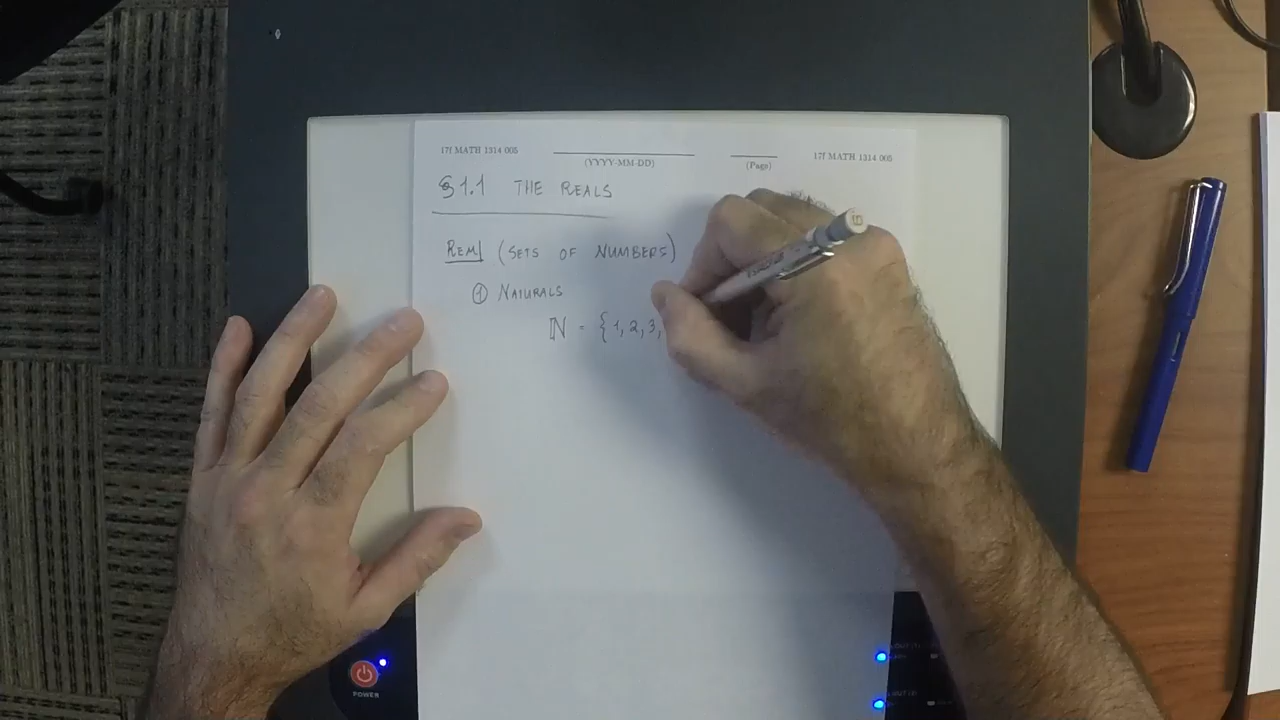 17f MATH 1314 005 (YYYY-MM-DD) (Page) 17f MATH 1314 005
§ 1.1 THE REALS
REM (SETS OF NUMBERS)
① NATURALS
ℕ = {1, 2, 3,
POWER